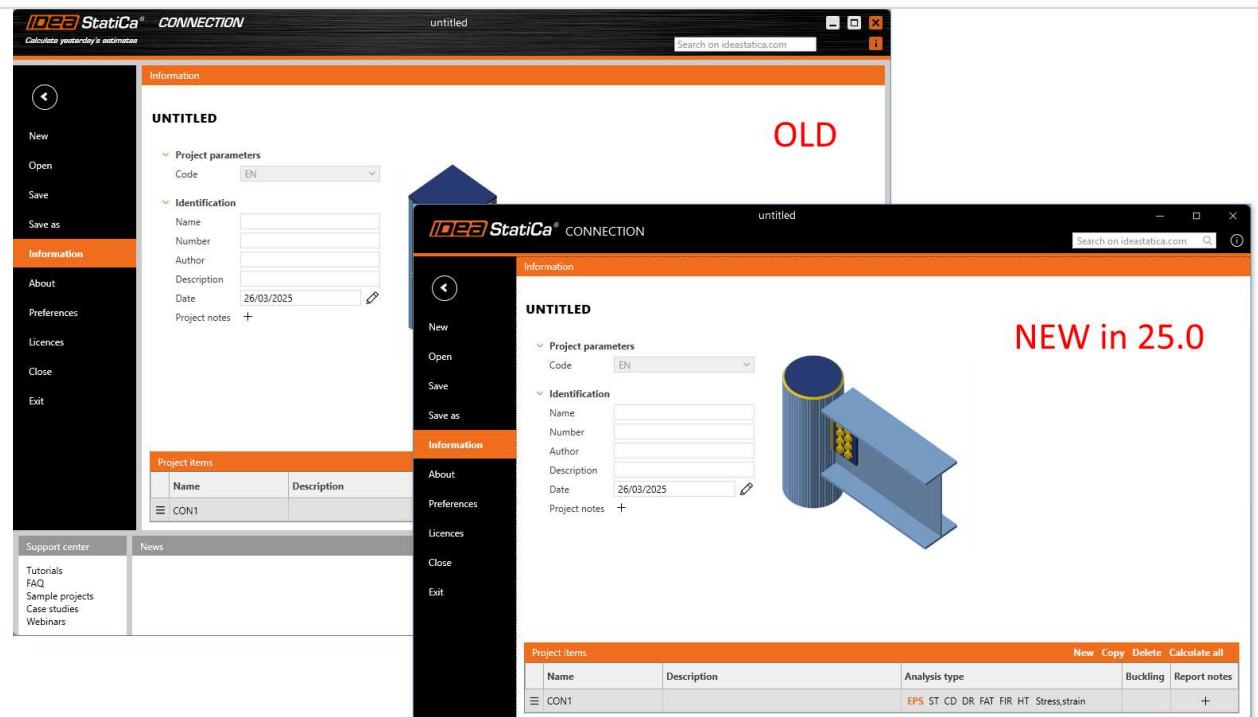 IDEA StatiCa® CONNECTION
untitled
Calculate yesterday's estimates
Search on ideastatica.com
i
Information
UNTITLED
OLD
New
Open
Save
Save as
Information
About
Preferences
Licences
Close
Exit
Project parameters
Code EN
Identification
Name
Number
Author
Description
Date 26/03/2025
Project notes +
Project items
Name Description
CON1
Support center
News
Tutorials
FAQ
Sample projects
Case studies
Webinars
IDEA StatiCa® CONNECTION
untitled
Search on ideastatica.com
i
Information
UNTITLED
NEW in 25.0
New
Open
Save
Save as
Information
About
Preferences
Licences
Close
Exit
Project parameters
Code EN
Identification
Name
Number
Author
Description
Date 26/03/2025
Project notes +
Project items New Copy Delete Calculate all
Name Description Analysis type Buckling Report notes
CON1 EPS ST CD DR FAT FIR HT Stress,strain +